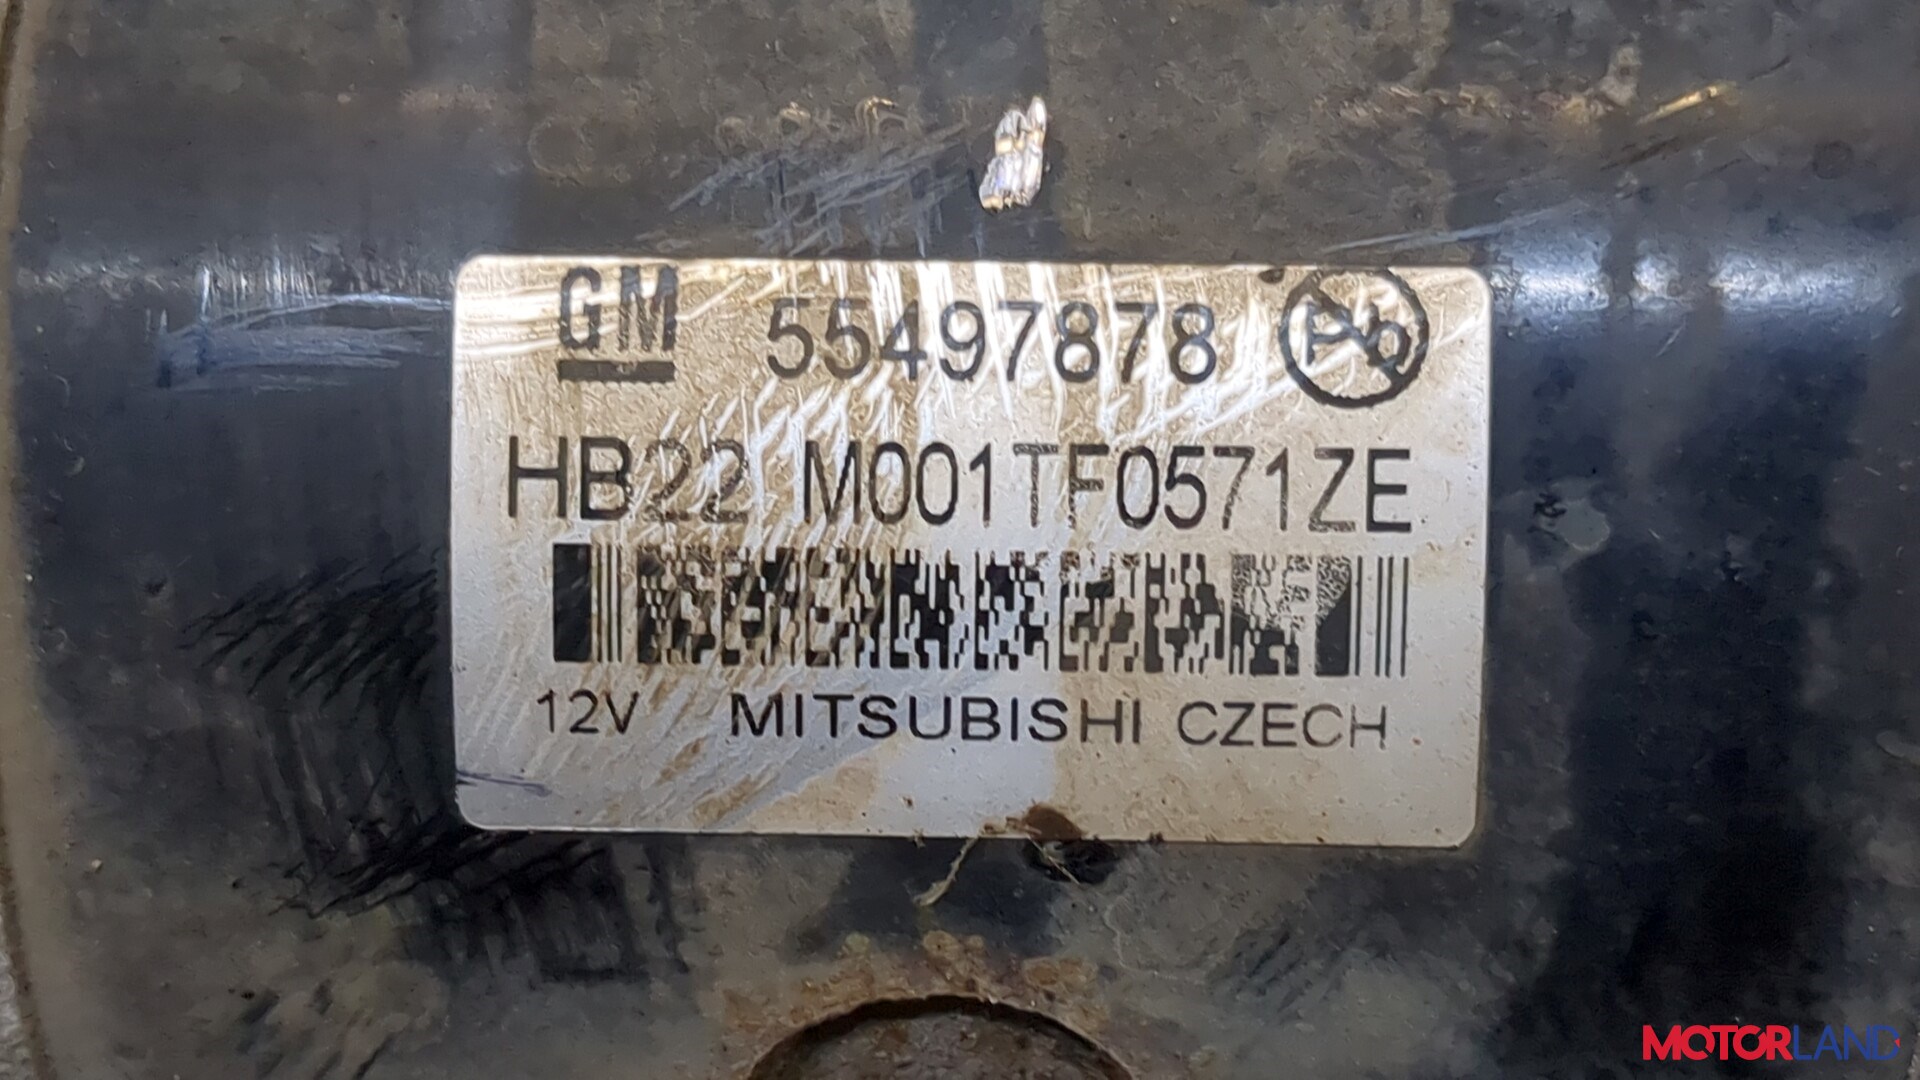 GM 55497878 Pb
HB22 M001TF0571ZE
12V MITSUBISHI CZECH
MOTORLAND